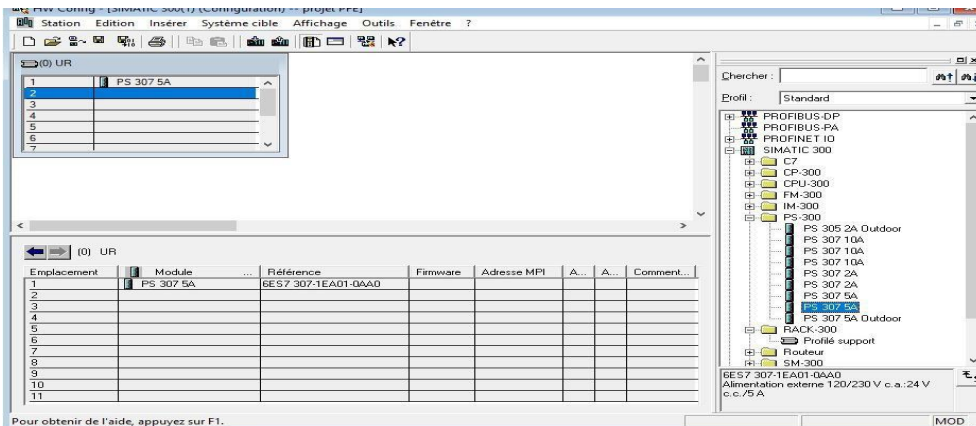 HW Config - [SIMATIC 300(1) (Configuration) -- projet PFE]
Station Edition Insérer Système cible Affichage Outils Fenêtre ?
(0) UR
1 PS 307 5A
2
3
4
5
6
7
Chercher :
Profil : Standard
PROFIBUS-DP
PROFIBUS-PA
PROFINET IO
SIMATIC 300
C7
CP-300
CPU-300
FM-300
IM-300
PS-300
PS 305 2A Outdoor
PS 307 10A
PS 307 10A
PS 307 10A
PS 307 2A
PS 307 2A
PS 307 5A
PS 307 5A
PS 307 5A Outdoor
RACK-300
Profilé support
Routeur
SM-300
6ES7 307-1EA01-0AA0
Alimentation externe 120/230 V c.a.:24 V
c.c./5 A
(0) UR
Emplacement Module ... Référence Firmware Adresse MPI A... A... Comment...
1 PS 307 5A 6ES7 307-1EA01-0AA0
2
3
4
5
6
7
8
9
10
11
Pour obtenir de l'aide, appuyez sur F1.
MOD